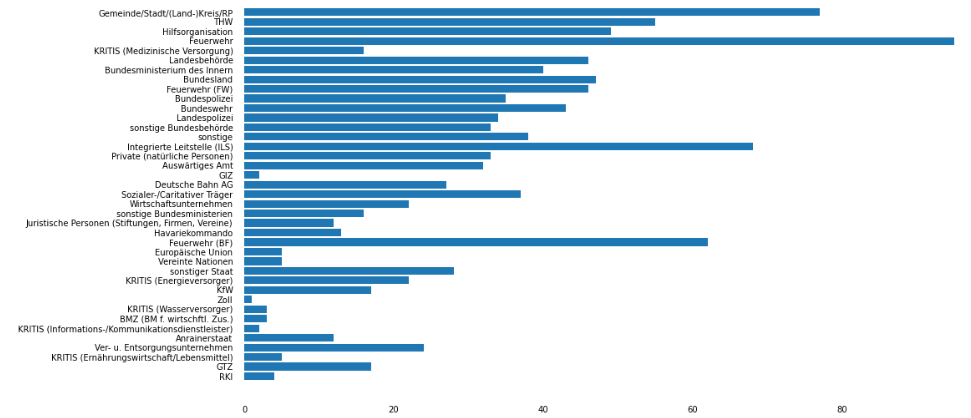 Gemeinde/Stadt/(Land-)Kreis/RP
THW
Hilfsorganisation
Feuerwehr
KRITIS (Medizinische Versorgung)
Landesbehörde
Bundesministerium des Innern
Bundesland
Feuerwehr (FW)
Bundespolizei
Bundeswehr
Landespolizei
sonstige Bundesbehörde
sonstige
Integrierte Leitstelle (ILS)
Private (natürliche Personen)
Auswärtiges Amt
GIZ
Deutsche Bahn AG
Sozialer-/Caritativer Träger
Wirtschaftsunternehmen
sonstige Bundesministerien
Juristische Personen (Stiftungen, Firmen, Vereine)
Havariekommando
Feuerwehr (BF)
Europäische Union
Vereinte Nationen
sonstiger Staat
KRITIS (Energieversorger)
KfW
Zoll
KRITIS (Wasserversorger)
BMZ (BM f. wirtschftl. Zus.)
KRITIS (Informations-/Kommunikationsdienstleister)
Anrainerstaat
Ver- u. Entsorgungsunternehmen
KRITIS (Ernährungswirtschaft/Lebensmittel)
GTZ
RKI
0 20 40 60 80